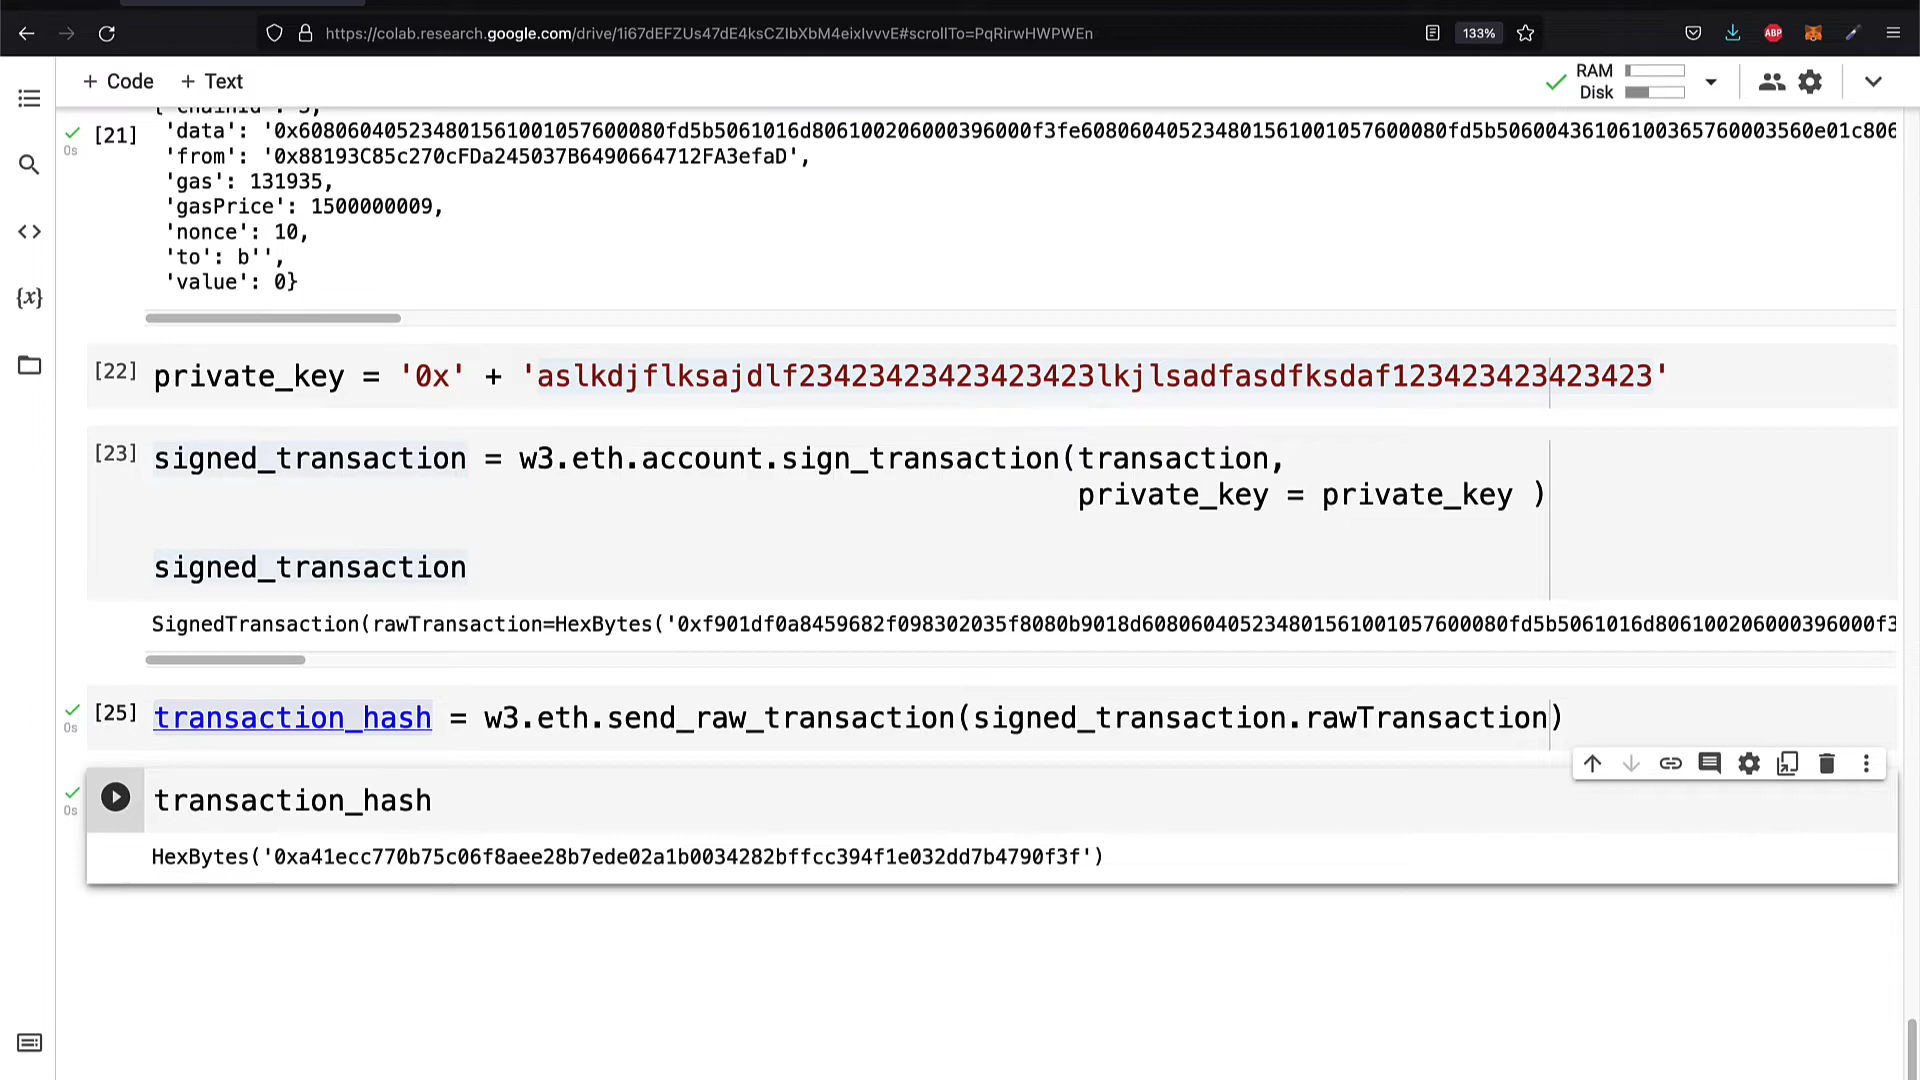 https://colab.research.google.com/drive/1i67dEFZUs47dE4ksCZIbXbM4eixIvvvE#scrollTo=PqRirwHWPWEn
133%
ABP
+ Code + Text
RAM
Disk
{'chainId': 3,
[21]
0s
'data': '0x608060405234801561001057600080fd5b5061016d806100206000396000f3fe608060405234801561001057600080fd5b50600436106100365760003560e01c806
'from': '0x88193C85c270cFDa245037B6490664712FA3efaD',
'gas': 131935,
'gasPrice': 1500000009,
'nonce': 10,
'to': b'',
'value': 0}
{x}
[22] private_key = '0x' + 'aslkdjflksajdlf23423423423423423lkjlsadfasdfksdaf123423423423423'
[23] signed_transaction = w3.eth.account.sign_transaction(transaction,
private_key = private_key )
signed_transaction
SignedTransaction(rawTransaction=HexBytes('0xf901df0a8459682f098302035f8080b9018d608060405234801561001057600080fd5b5061016d806100206000396000f3
[25] transaction_hash = w3.eth.send_raw_transaction(signed_transaction.rawTransaction)
0s
transaction_hash
0s
HexBytes('0xa41ecc770b75c06f8aee28b7ede02a1b0034282bffcc394f1e032dd7b4790f3f')